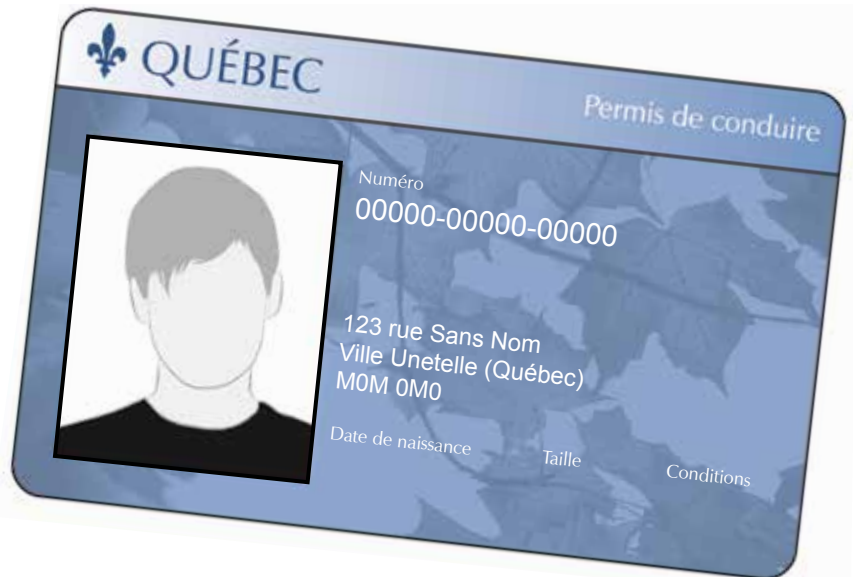 QUÉBEC
Permis de conduire
Numéro
00000-00000-00000
123 rue Sans Nom
Ville Unetelle (Québec)
M0M 0M0
Date de naissance Taille Conditions